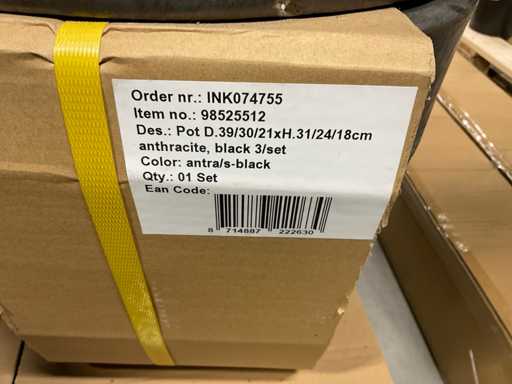 Order nr.: INK074755
Item no.: 98525512
Des.: Pot D.39/30/21xH.31/24/18cm
anthracite, black 3/set
Color: antra/s-black
Qty.: 01 Set
Ean Code:
8 714887 222630